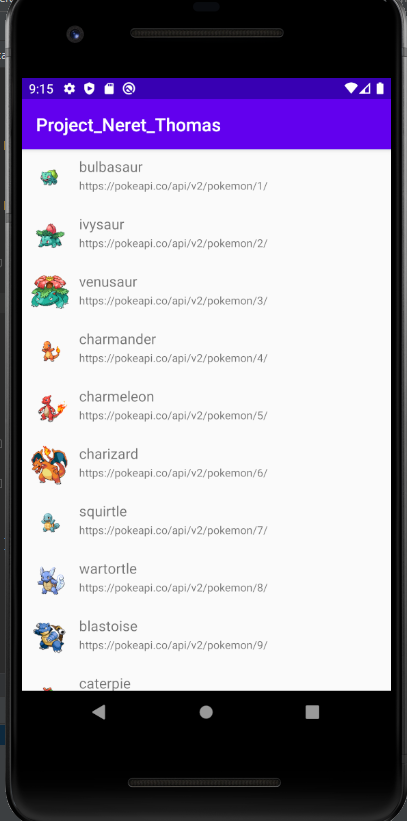 9:15
Project_Neret_Thomas
bulbasaur
https://pokeapi.co/api/v2/pokemon/1/
ivysaur
https://pokeapi.co/api/v2/pokemon/2/
venusaur
https://pokeapi.co/api/v2/pokemon/3/
charmander
https://pokeapi.co/api/v2/pokemon/4/
charmeleon
https://pokeapi.co/api/v2/pokemon/5/
charizard
https://pokeapi.co/api/v2/pokemon/6/
squirtle
https://pokeapi.co/api/v2/pokemon/7/
wartortle
https://pokeapi.co/api/v2/pokemon/8/
blastoise
https://pokeapi.co/api/v2/pokemon/9/
caterpie